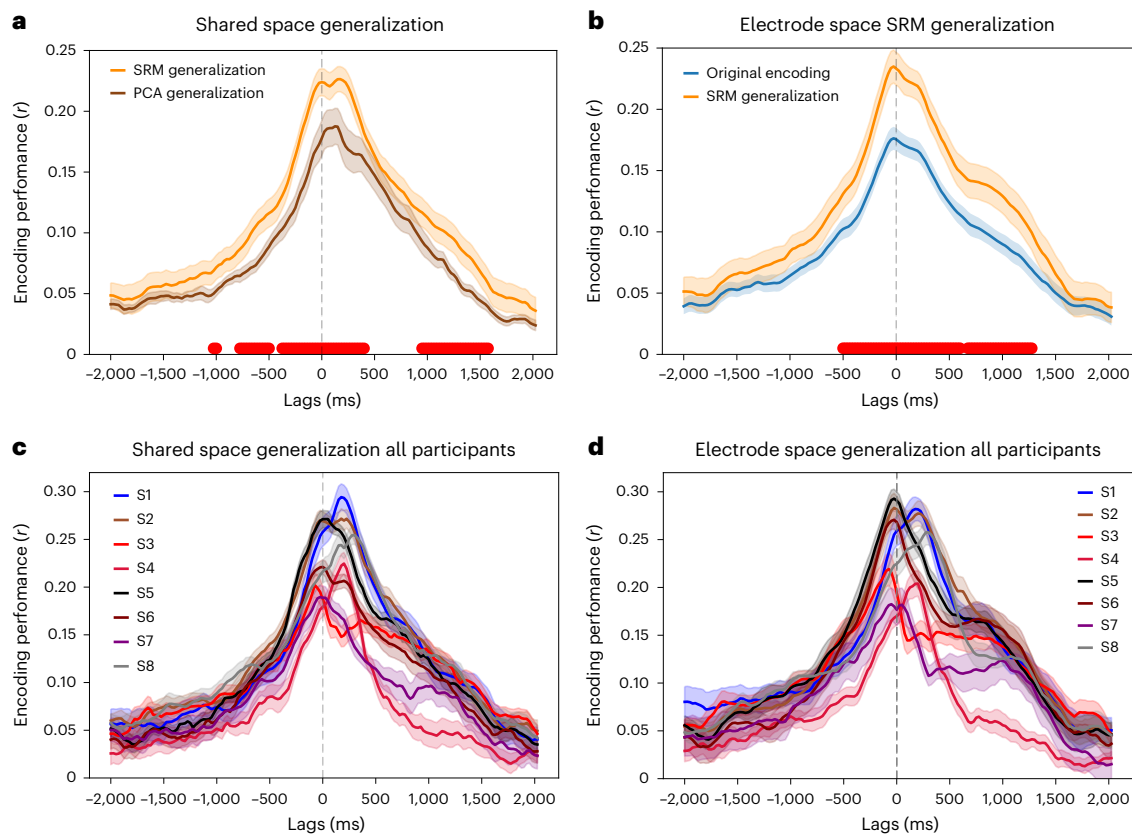 a
Shared space generalization
0.25
0.20
0.15
0.10
0.05
0
Encoding perfomance (r)
SRM generalization
PCA generalization
–2,000 –1,500 –1,000 –500 0 500 1,000 1,500 2,000
Lags (ms)
b
Electrode space SRM generalization
0.25
0.20
0.15
0.10
0.05
0
Encoding perfomance (r)
Original encoding
SRM generalization
–2,000 –1,500 –1,000 –500 0 500 1,000 1,500 2,000
Lags (ms)
c
Shared space generalization all participants
0.30
0.25
0.20
0.15
0.10
0.05
0
Encoding performance (r)
S1
S2
S3
S4
S5
S6
S7
S8
–2,000 –1,500 –1,000 –500 0 500 1,000 1,500 2,000
Lags (ms)
d
Electrode space generalization all participants
0.30
0.25
0.20
0.15
0.10
0.05
0
Encoding performance (r)
S1
S2
S3
S4
S5
S6
S7
S8
–2,000 –1,500 –1,000 –500 0 500 1,000 1,500 2,000
Lags (ms)